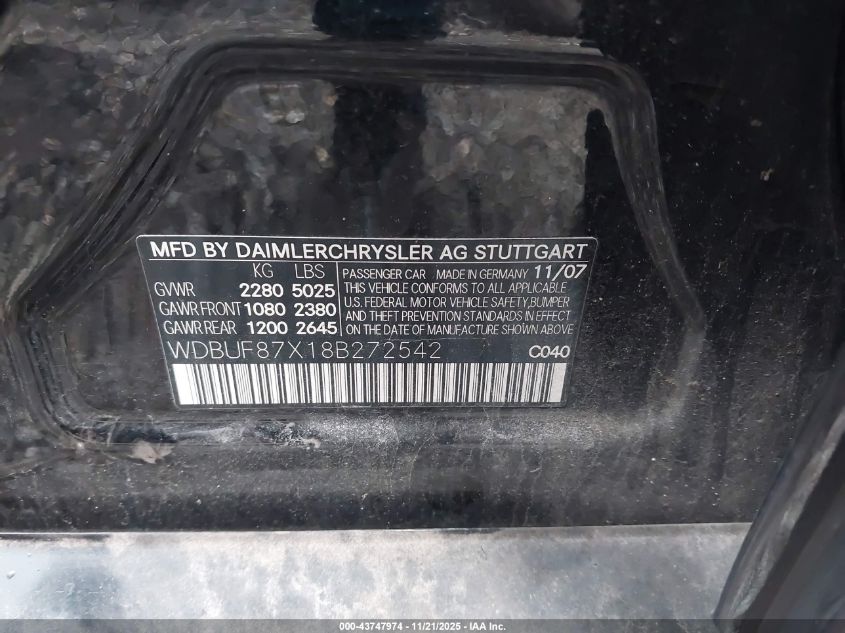 MFD BY DAIMLERCHRYSLER AG STUTTGART
KG LBS
GVWR 2280 5025
GAWR FRONT 1080 2380
GAWR REAR 1200 2645
PASSENGER CAR MADE IN GERMANY 11/07
THIS VEHICLE CONFORMS TO ALL APPLICABLE
U.S. FEDERAL MOTOR VEHICLE SAFETY, BUMPER
AND THEFT PREVENTION STANDARDS IN EFFECT
ON THE DATE OF MANUFACTURE SHOWN ABOVE
WDBUF87X18B272542 C040
000-43747974 - 11/21/2025 - IAA Inc.